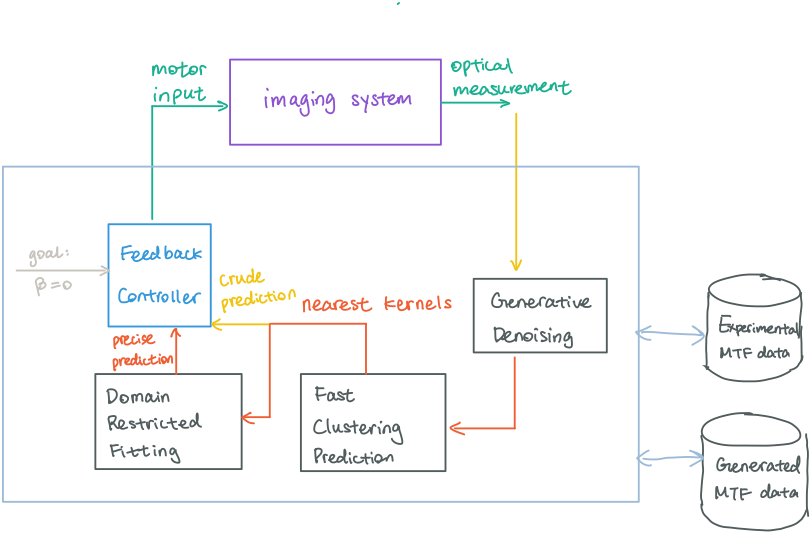 motor
input
imaging system
optical
measurement
goal:
β=0
Feedback
Controller
crude
prediction
nearest kernels
Generative
Denoising
Experimental
MTF data
precise
prediction
Domain
Restricted
Fitting
Fast
Clustering
Prediction
Generated
MTF data